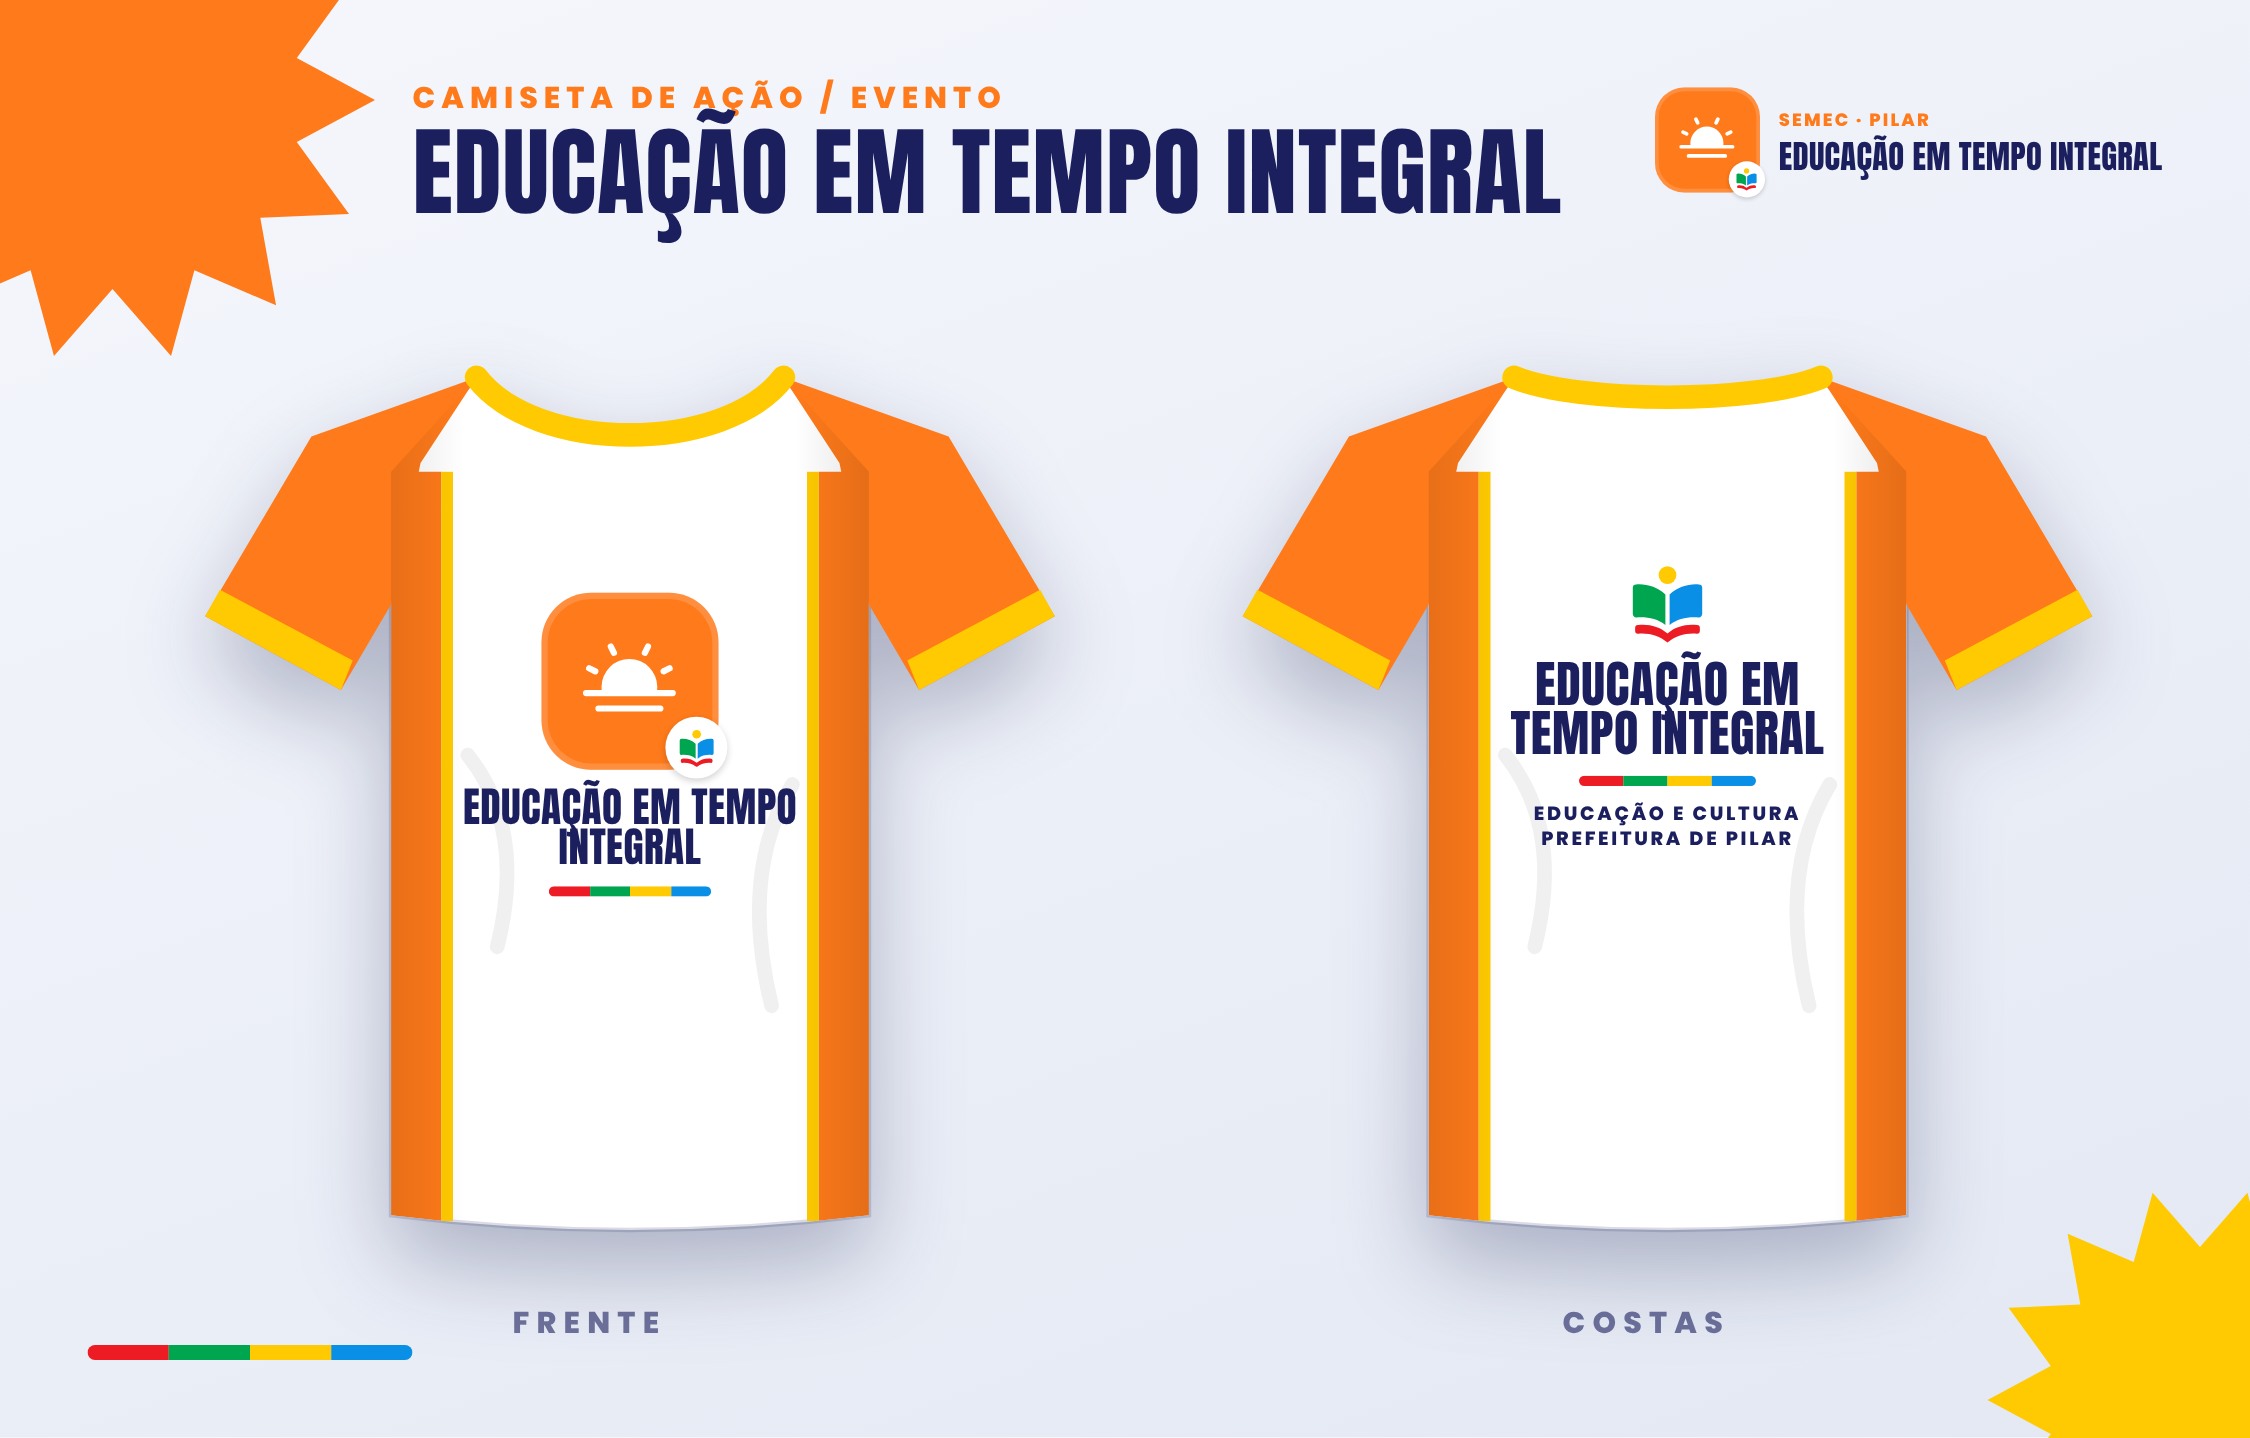 CAMISETA DE AÇÃO / EVENTO
EDUCAÇÃO EM TEMPO INTEGRAL
SEMEC · PILAR
EDUCAÇÃO EM TEMPO INTEGRAL
EDUCAÇÃO EM TEMPO
INTEGRAL
EDUCAÇÃO EM
TEMPO INTEGRAL
EDUCAÇÃO E CULTURA
PREFEITURA DE PILAR
FRENTE
COSTAS